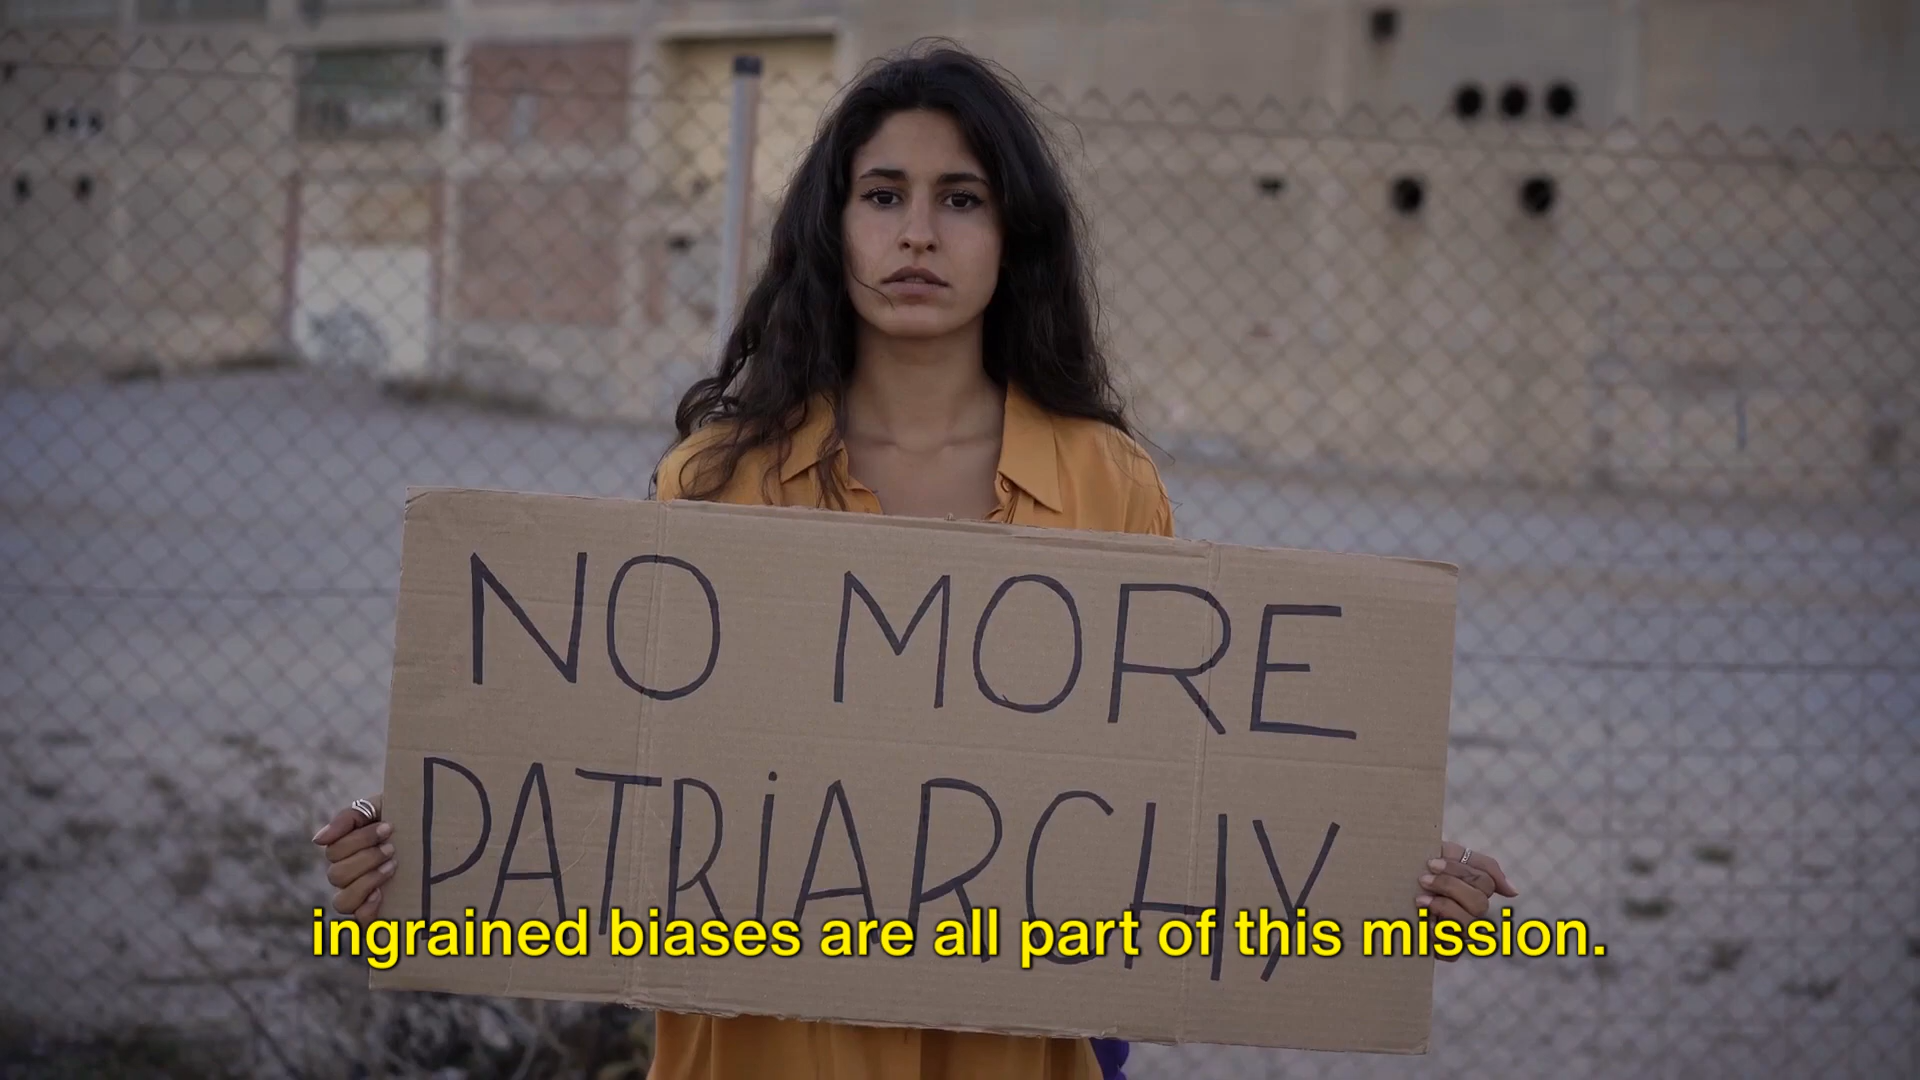 NO MORE
PATRiARCHY
ingrained biases are all part of this mission.